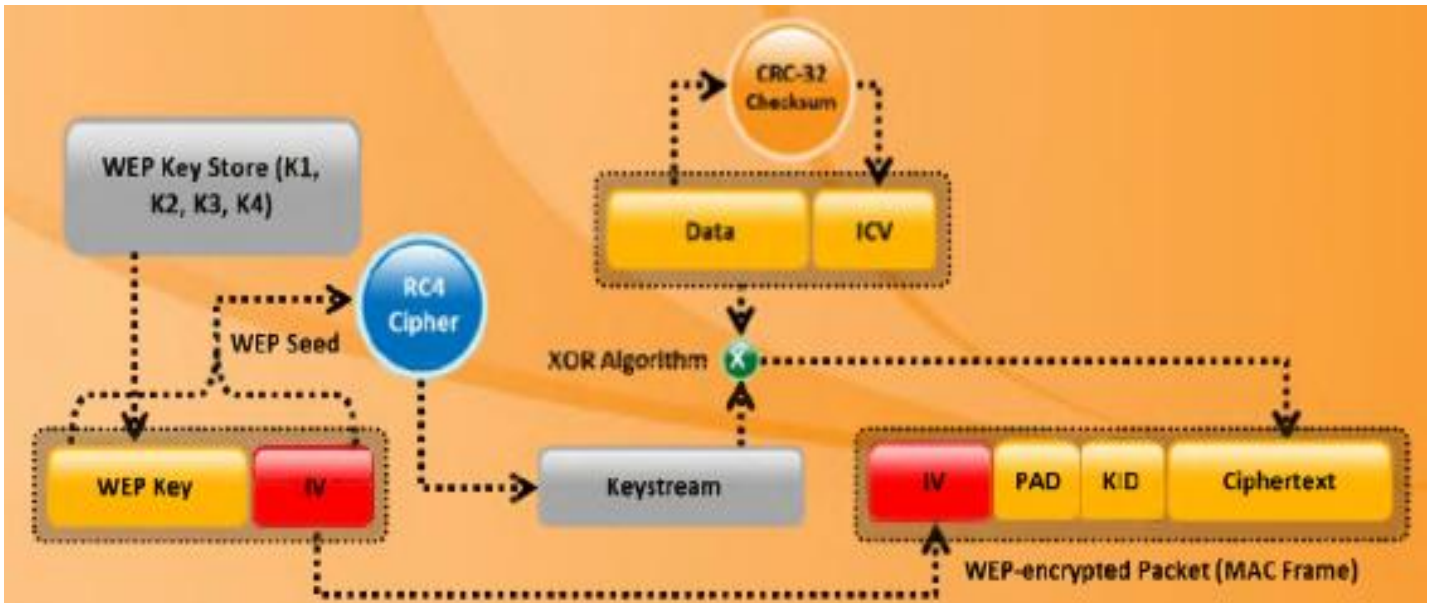 CRC-32
Checksum
WEP Key Store (K1,
K2, K3, K4)
Data
ICV
RC4
Cipher
WEP Seed
XOR Algorithm
X
WEP Key
IV
Keystream
IV
PAD
KID
Ciphertext
WEP-encrypted Packet (MAC Frame)